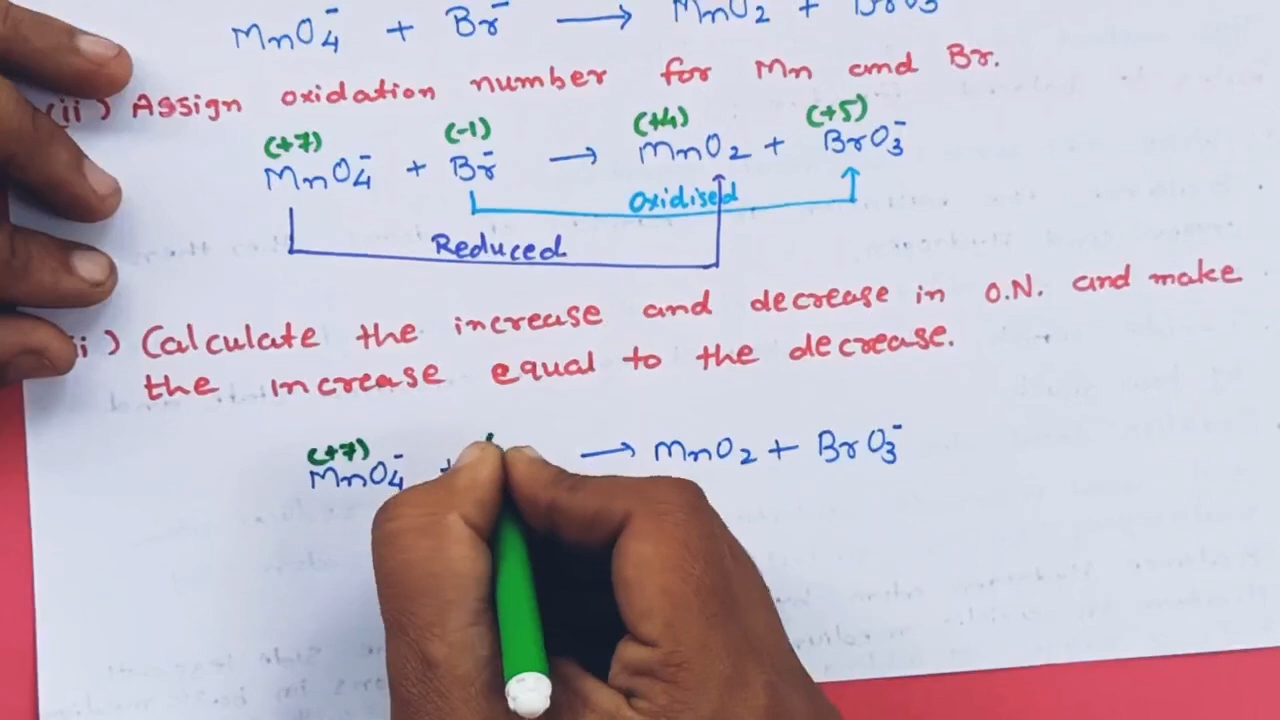 MnO₄⁻ + Br⁻ → MnO₂ + BrO₃
ii) Assign oxidation number for Mn and Br.
(+7) (-1) (+4) (+5)
MnO₄⁻ + Br⁻ → MnO₂ + BrO₃⁻
Oxidised
Reduced
i) Calculate the increase and decrease in O.N. and make
the increase equal to the decrease.
(+7)
MnO₄⁻ + → MnO₂ + BrO₃⁻